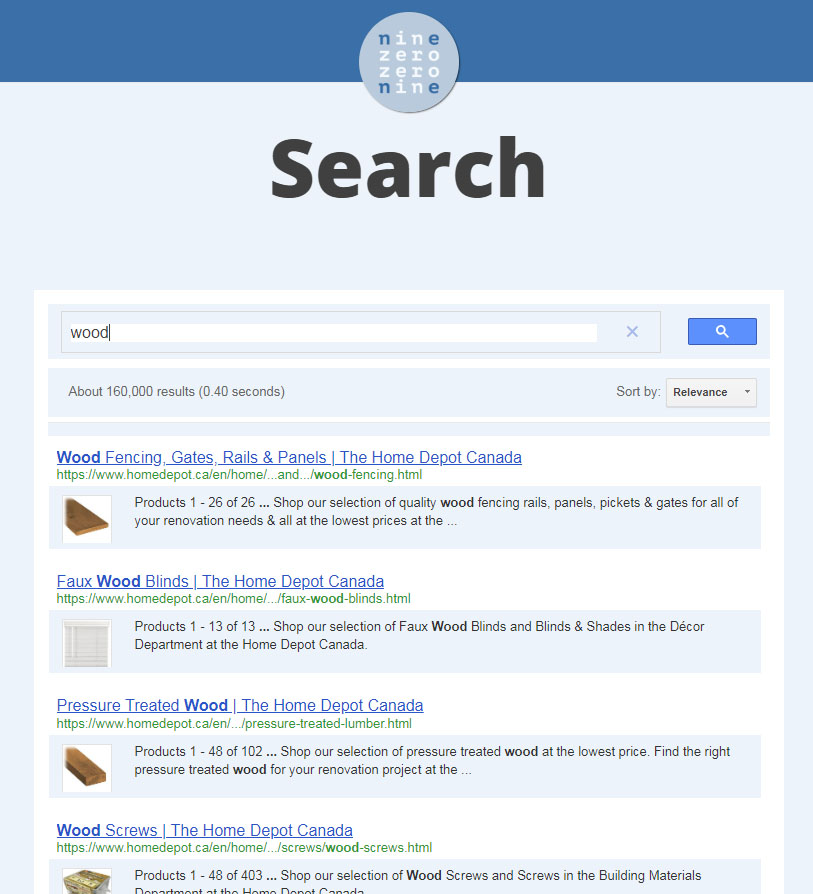 nine
zero
zero
nine
Search
wood
About 160,000 results (0.40 seconds)
Sort by: Relevance
Wood Fencing, Gates, Rails & Panels | The Home Depot Canada
https://www.homedepot.ca/en/home/...and.../wood-fencing.html
Products 1 - 26 of 26 ... Shop our selection of quality wood fencing rails, panels, pickets & gates for all of
your renovation needs & all at the lowest prices at the ...
Faux Wood Blinds | The Home Depot Canada
https://www.homedepot.ca/en/home/.../faux-wood-blinds.html
Products 1 - 13 of 13 ... Shop our selection of Faux Wood Blinds and Blinds & Shades in the Décor
Department at the Home Depot Canada.
Pressure Treated Wood | The Home Depot Canada
https://www.homedepot.ca/en/.../pressure-treated-lumber.html
Products 1 - 48 of 102 ... Shop our selection of pressure treated wood at the lowest price. Find the right
pressure treated wood for your renovation project at the ...
Wood Screws | The Home Depot Canada
https://www.homedepot.ca/en/home/.../screws/wood-screws.html
Products 1 - 48 of 403 ... Shop our selection of Wood Screws and Screws in the Building Materials
Department at the Home Depot Canada.